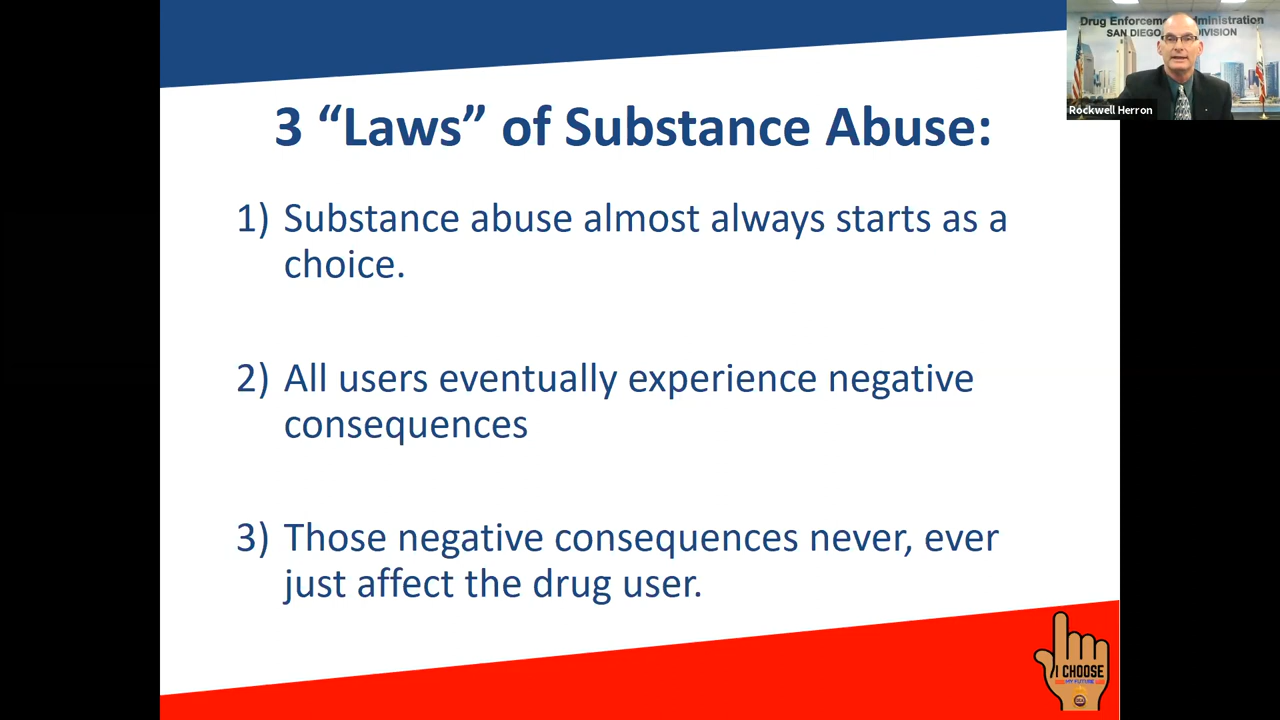 3 “Laws” of Substance Abuse:
1) Substance abuse almost always starts as a
choice.
2) All users eventually experience negative
consequences
3) Those negative consequences never, ever
just affect the drug user.
Drug Enforcement Administration
SAN DIEGO DIVISION
Rockwell Herron
I CHOOSE
MY FUTURE